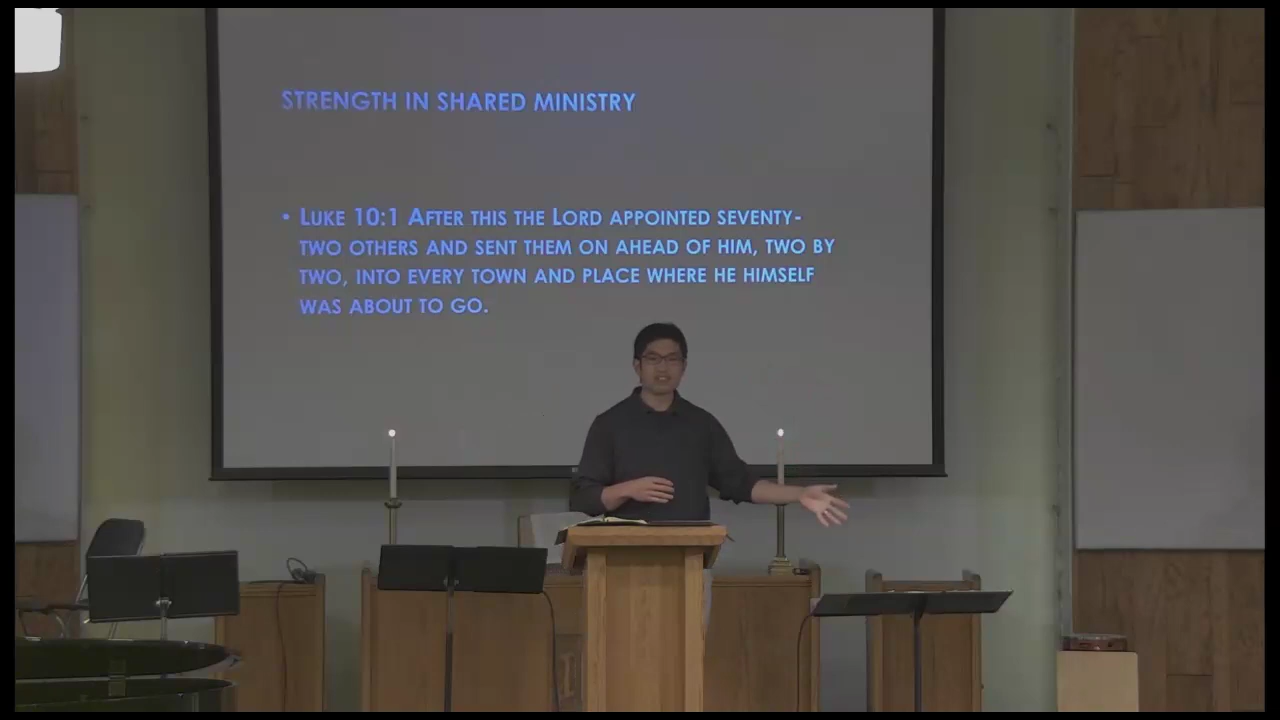 STRENGTH IN SHARED MINISTRY
• LUKE 10:1 AFTER THIS THE LORD APPOINTED SEVENTY-
TWO OTHERS AND SENT THEM ON AHEAD OF HIM, TWO BY
TWO, INTO EVERY TOWN AND PLACE WHERE HE HIMSELF
WAS ABOUT TO GO.